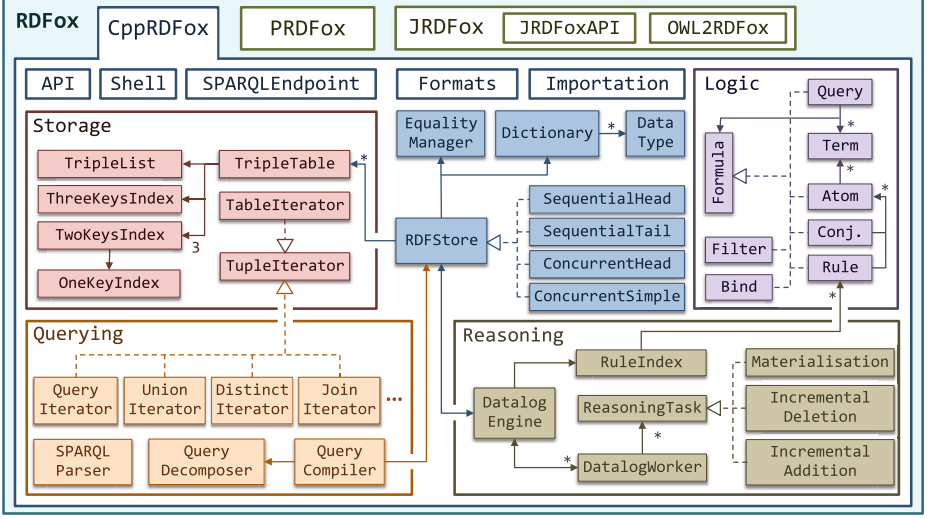 RDFox
CppRDFox
PRDFox
JRDFox
JRDFoxAPI
OWL2RDFox
API
Shell
SPARQLEndpoint
Formats
Importation
Storage
TripleList
TripleTable
*
ThreeKeysIndex
TableIterator
TwoKeysIndex
3
OneKeyIndex
TupleIterator
Equality
Manager
Dictionary
*
Data
Type
RDFStore
SequentialHead
SequentialTail
ConcurrentHead
ConcurrentSimple
Logic
Query
*
Formula
Term
*
Atom
*
Conj.
Filter
Rule
Bind
*
Querying
Query
Iterator
Union
Iterator
Distinct
Iterator
Join
Iterator
...
SPARQL
Parser
Query
Decomposer
Query
Compiler
Reasoning
RuleIndex
Materialisation
Datalog
Engine
ReasoningTask
Incremental
Deletion
*
*
DatalogWorker
Incremental
Addition